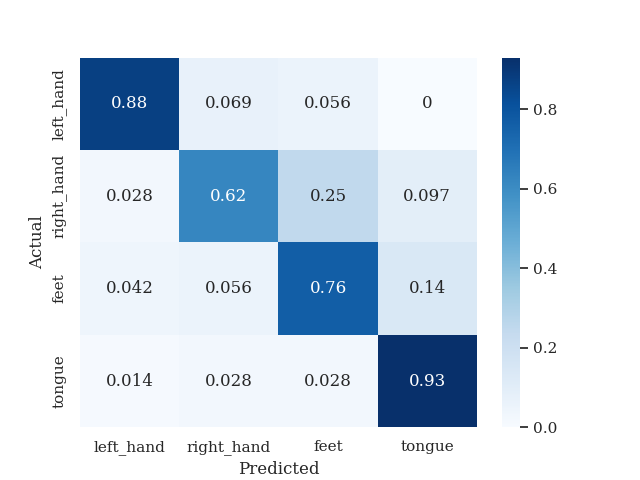 left_hand 0.88 0.069 0.056 0
right_hand 0.028 0.62 0.25 0.097
feet 0.042 0.056 0.76 0.14
tongue 0.014 0.028 0.028 0.93
Actual
left_hand right_hand feet tongue
Predicted
0.8
0.6
0.4
0.2
0.0